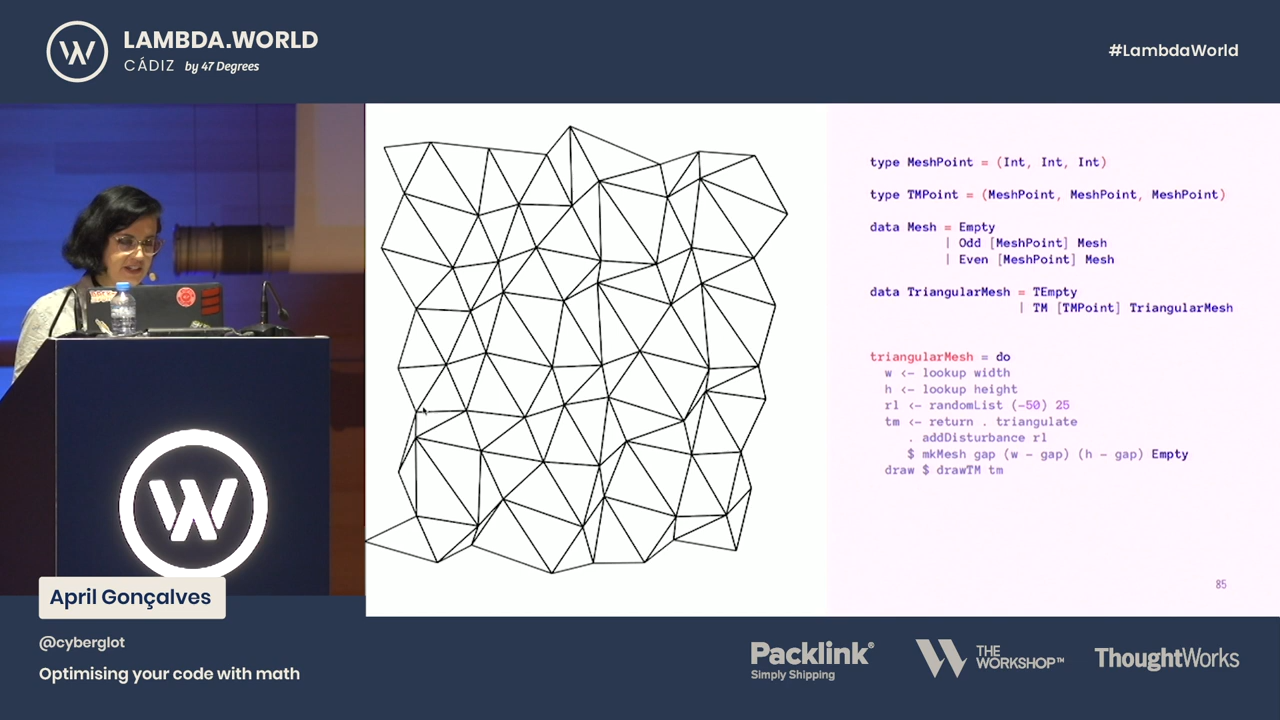 LAMBDA.WORLD
CÁDIZ by 47 Degrees
#LambdaWorld
type MeshPoint = (Int, Int, Int)
type TMPoint = (MeshPoint, MeshPoint, MeshPoint)
data Mesh = Empty
| Odd [MeshPoint] Mesh
| Even [MeshPoint] Mesh
data TriangularMesh = TEmpty
| TM [TMPoint] TriangularMesh
triangularMesh = do
w <- lookup width
h <- lookup height
rl <- randomList (-50) 25
tm <- return . triangulate
. addDisturbance rl
$ mkMesh gap (w - gap) (h - gap) Empty
draw $ drawTM tm
85
April Gonçalves
@cyberglot
Optimising your code with math
Packlink®
Simply Shipping
THE
WORKSHOP™
ThoughtWorks